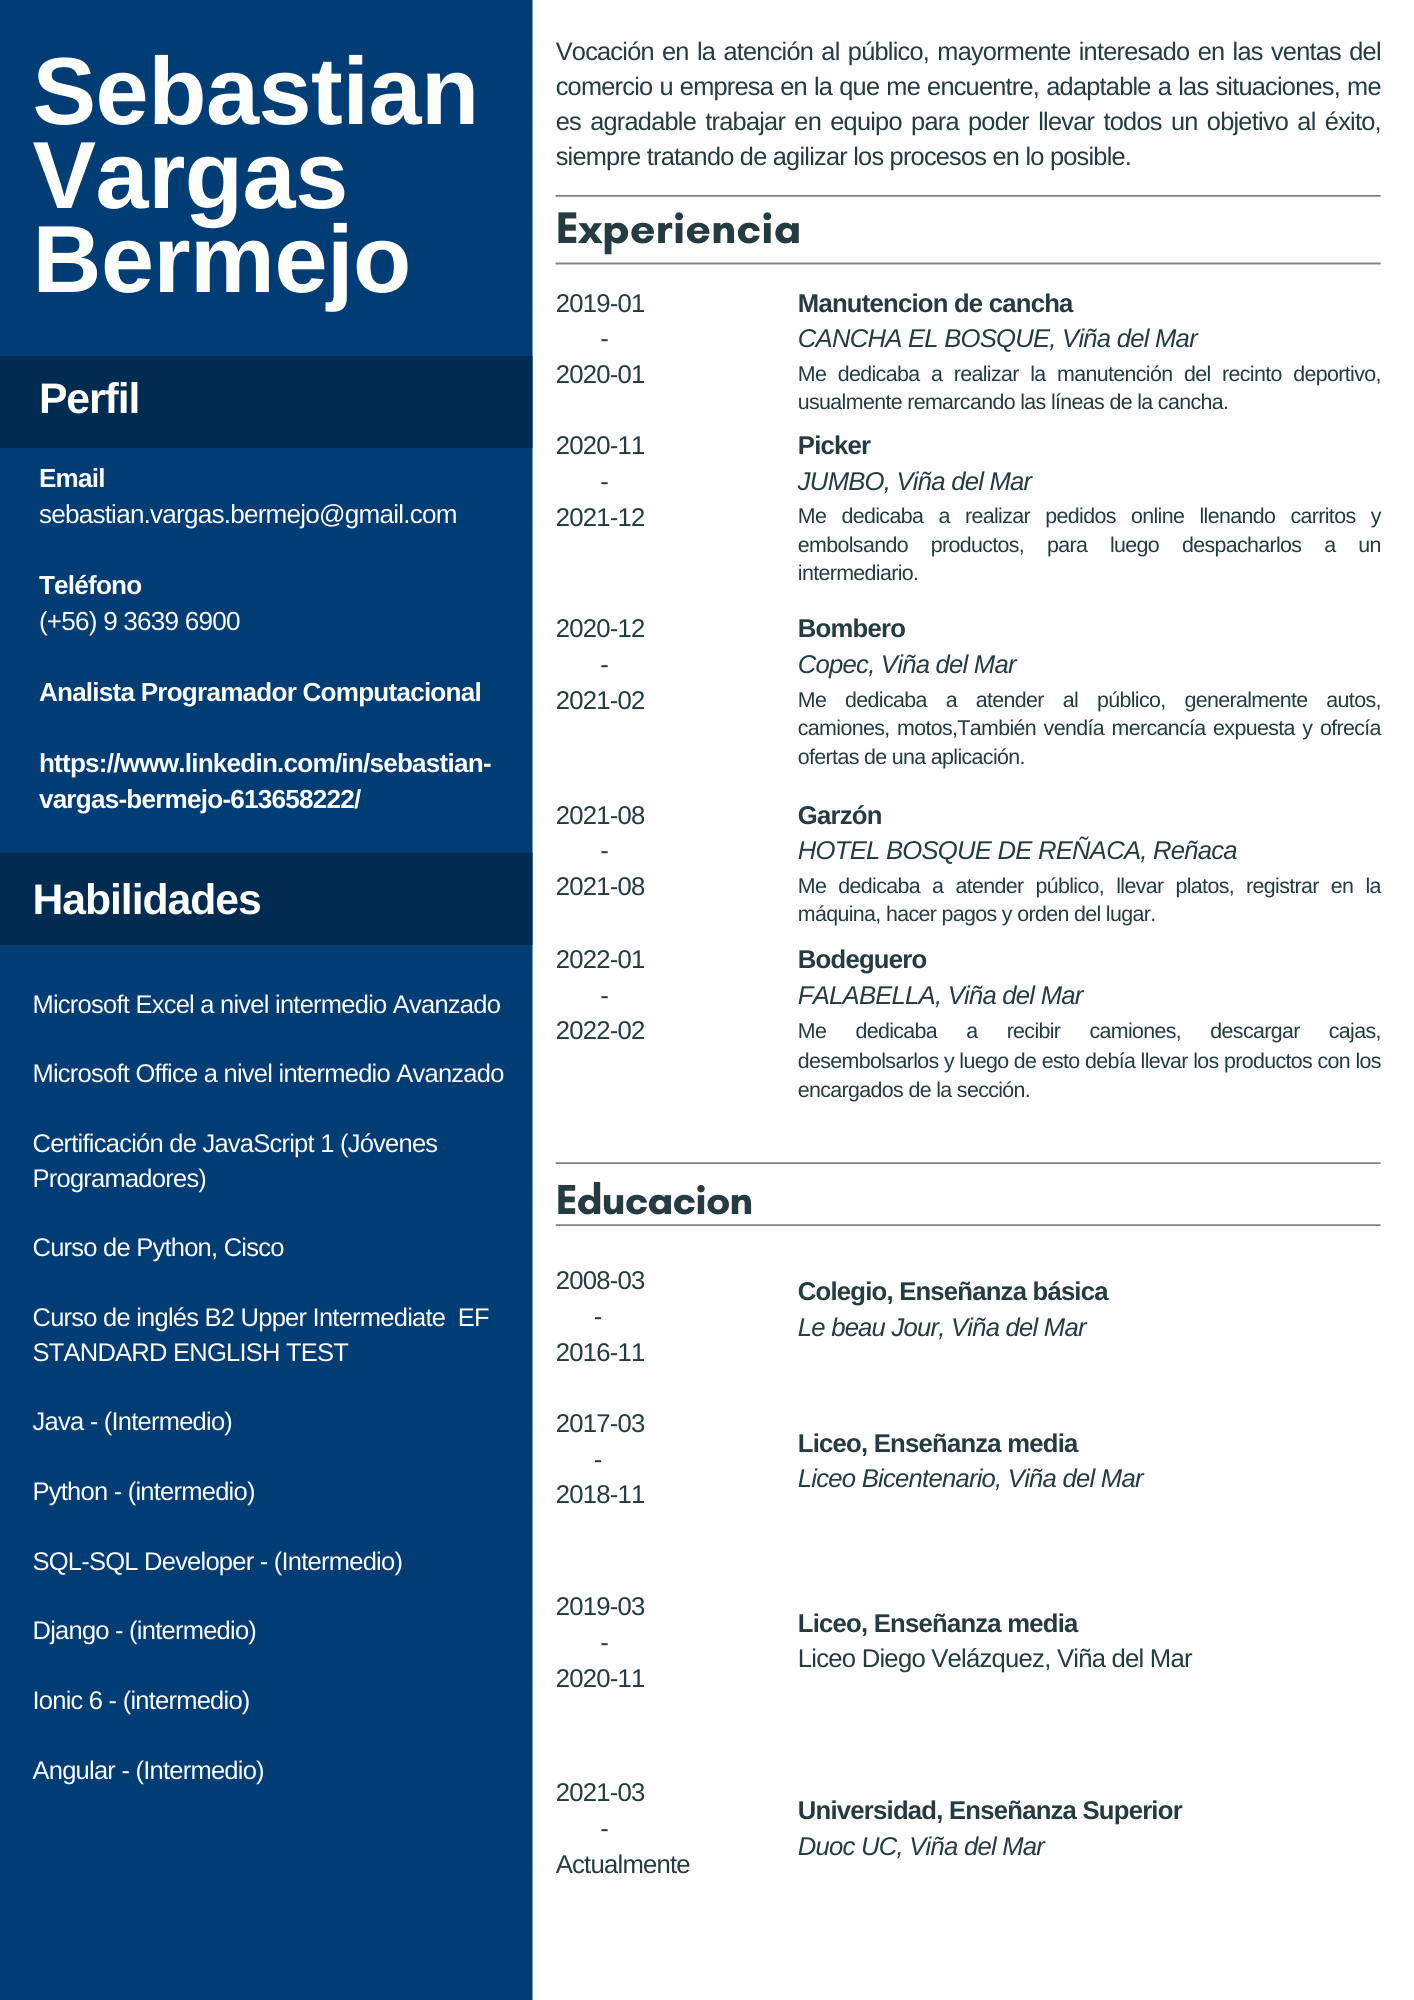 Sebastian
Vargas
Bermejo
Perfil
Email
sebastian.vargas.bermejo@gmail.com
Teléfono
(+56) 9 3639 6900
Analista Programador Computacional
https://www.linkedin.com/in/sebastian-
vargas-bermejo-613658222/
Habilidades
Microsoft Excel a nivel intermedio Avanzado
Microsoft Office a nivel intermedio Avanzado
Certificación de JavaScript 1 (Jóvenes
Programadores)
Curso de Python, Cisco
Curso de inglés B2 Upper Intermediate  EF
STANDARD ENGLISH TEST
Java - (Intermedio)
Python - (intermedio)
SQL-SQL Developer - (Intermedio)
Django - (intermedio)
Ionic 6 - (intermedio)
Angular - (Intermedio)
Vocación en la atención al público, mayormente interesado en las ventas del
comercio u empresa en la que me encuentre, adaptable a las situaciones, me
es agradable trabajar en equipo para poder llevar todos un objetivo al éxito,
siempre tratando de agilizar los procesos en lo posible.
Experiencia
2019-01
-
2020-01
Manutencion de cancha
CANCHA EL BOSQUE, Viña del Mar
Me dedicaba a realizar la manutención del recinto deportivo,
usualmente remarcando las líneas de la cancha.
2020-11
-
2021-12
Picker
JUMBO, Viña del Mar
Me dedicaba a realizar pedidos online llenando carritos y
embolsando productos, para luego despacharlos a un
intermediario.
2020-12
-
2021-02
Bombero
Copec, Viña del Mar
Me dedicaba a atender al público, generalmente autos,
camiones, motos,También vendía mercancía expuesta y ofrecía
ofertas de una aplicación.
2021-08
-
2021-08
Garzón
HOTEL BOSQUE DE REÑACA, Reñaca
Me dedicaba a atender público, llevar platos, registrar en la
máquina, hacer pagos y orden del lugar.
2022-01
-
2022-02
Bodeguero
FALABELLA, Viña del Mar
Me dedicaba a recibir camiones, descargar cajas,
desembolsarlos y luego de esto debía llevar los productos con los
encargados de la sección.
Educacion
2008-03
-
2016-11
Colegio, Enseñanza básica
Le beau Jour, Viña del Mar
2017-03
-
2018-11
Liceo, Enseñanza media
Liceo Bicentenario, Viña del Mar
2019-03
-
2020-11
Liceo, Enseñanza media
Liceo Diego Velázquez, Viña del Mar
2021-03
-
Actualmente
Universidad, Enseñanza Superior
Duoc UC, Viña del Mar